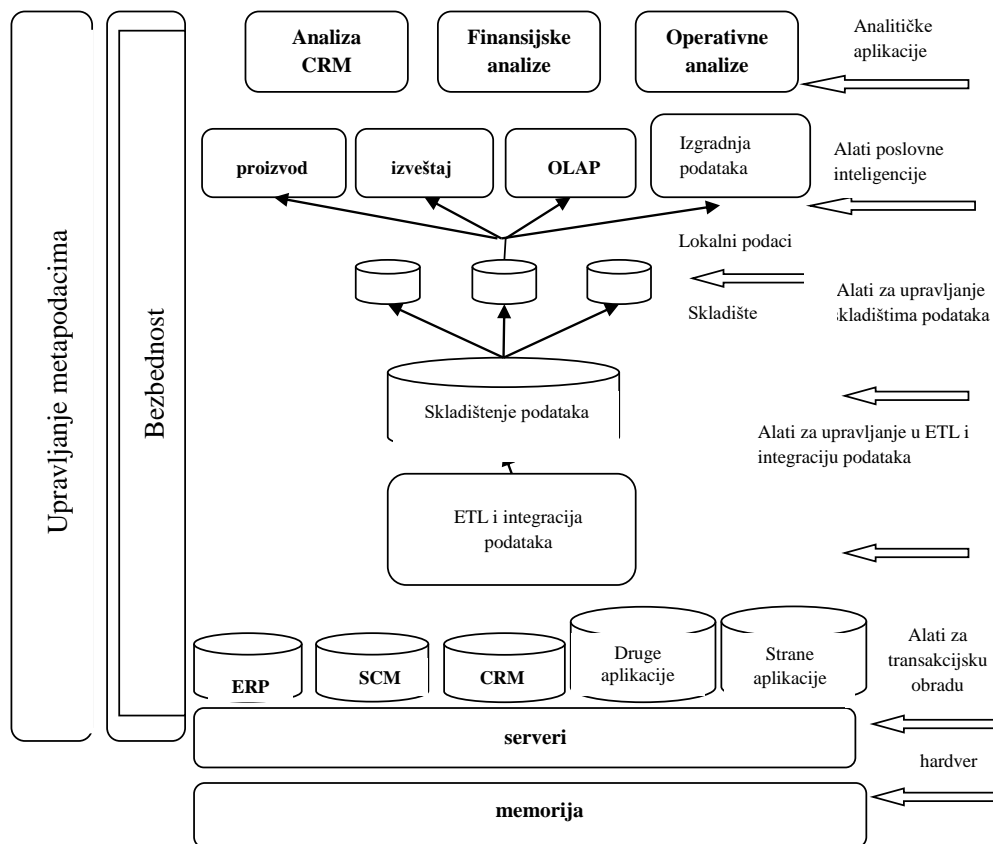 Upravljanje metapodacima
Bezbednost
Analiza
CRM
Finansijske
analize
Operativne
analize
Analitičke
aplikacije
proizvod
izveštaj
OLAP
Izgradnja
podataka
Alati poslovne
inteligencije
Lokalni podaci
Skladište
Alati za upravljanje
skladištima podataka
Skladištenje podataka
Alati za upravljanje u ETL i
integraciju podataka
ETL i integracija
podataka
ERP
SCM
CRM
Druge
aplikacije
Strane
aplikacije
Alati za
transakcijsku
obradu
serveri
hardver
memorija